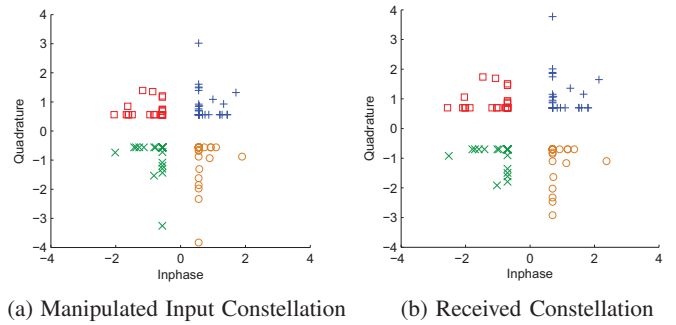 4
3
2
1
0
−1
−2
−3
−4
Quadrature
−4 −2 0 2 4
Inphase
4
3
2
1
0
−1
−2
−3
−4
Quadrature
−4 −2 0 2 4
Inphase
(a) Manipulated Input Constellation
(b) Received Constellation